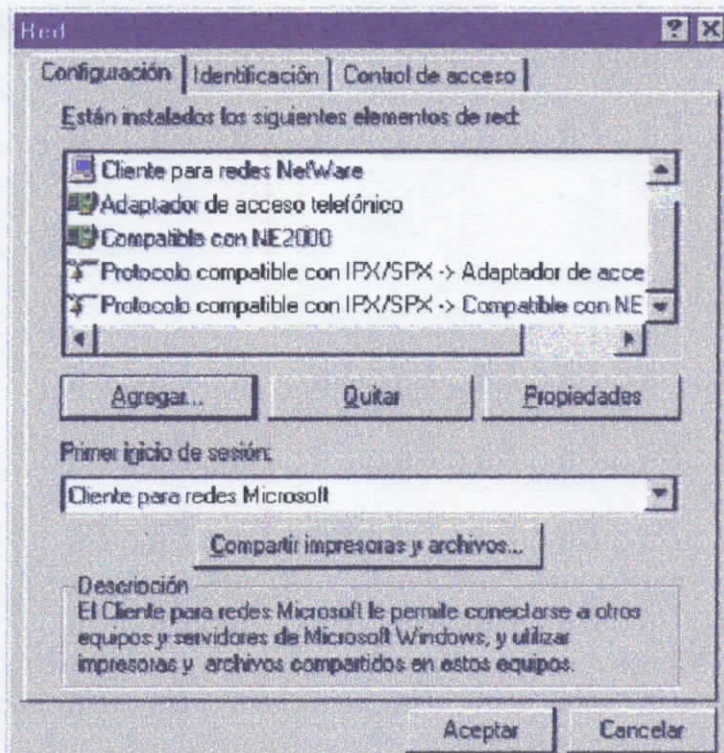 Red
Configuración Identificación Control de acceso
Están instalados los siguientes elementos de red:
Cliente para redes NetWare
Adaptador de acceso telefónico
Compatible con NE2000
Protocolo compatible con IPX/SPX -> Adaptador de acce
Protocolo compatible con IPX/SPX -> Compatible con NE
Agregar... Quitar Propiedades
Primer inicio de sesión:
Cliente para redes Microsoft
Compartir impresoras y archivos...
Descripción
El Cliente para redes Microsoft le permite conectarse a otros
equipos y servidores de Microsoft Windows, y utilizar
impresoras y archivos compartidos en estos equipos.
Aceptar Cancelar